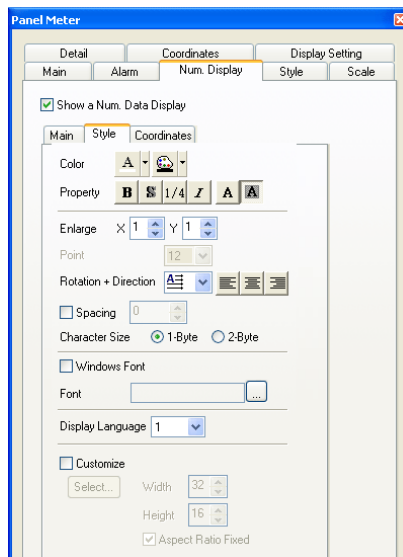 Panel Meter
Detail Coordinates Display Setting
Main Alarm Num. Display Style Scale
Show a Num. Data Display
Main Style Coordinates
Color A
Property B S 1/4 I A A
Enlarge X 1 Y 1
Point 12
Rotation + Direction A
Spacing 0
Character Size 1-Byte 2-Byte
Windows Font
Font ...
Display Language 1
Customize
Select... Width 32
Height 16
Aspect Ratio Fixed